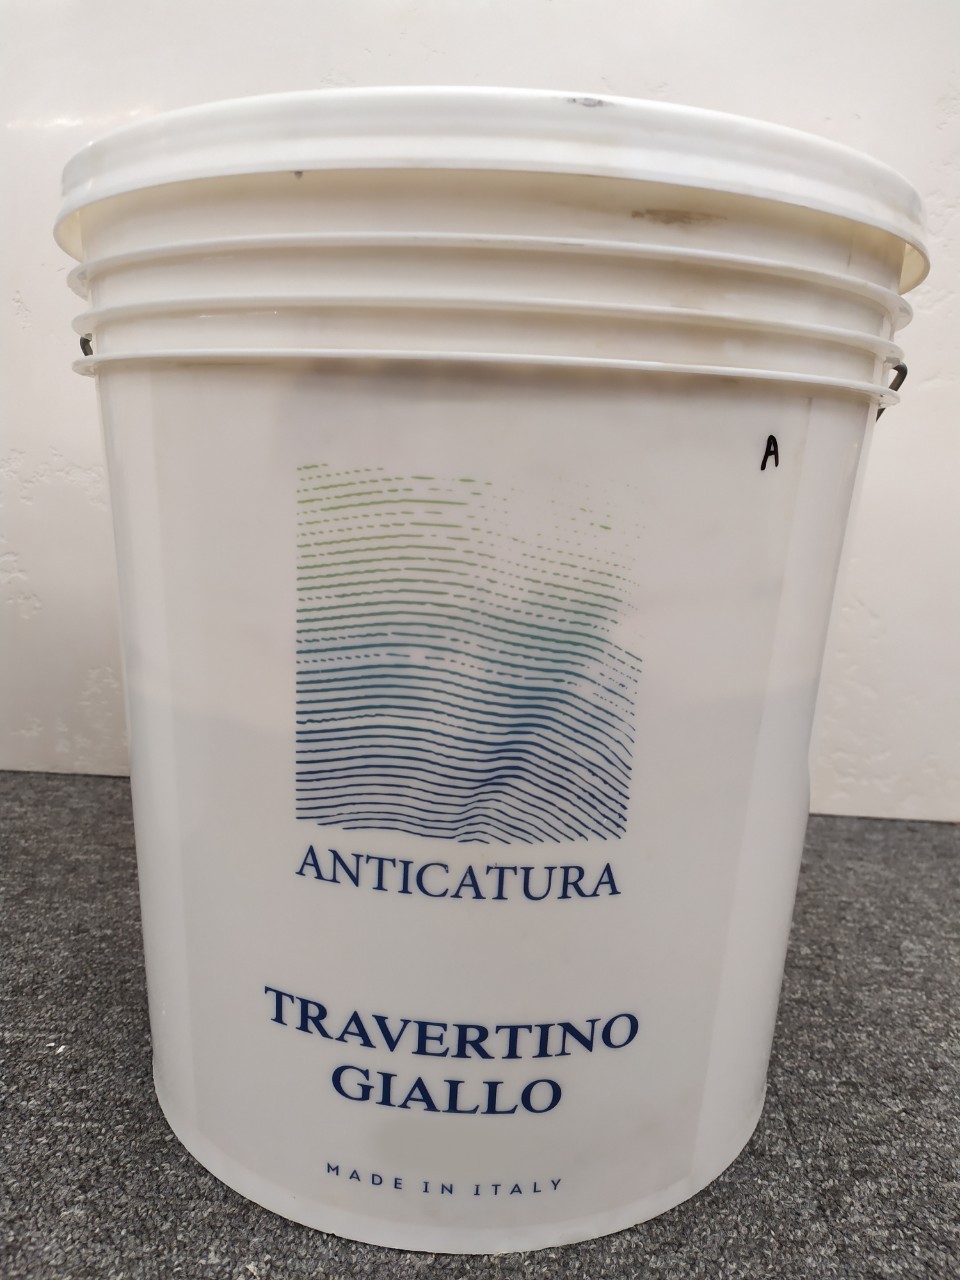 A
ANTICATURA
TRAVERTINO
GIALLO
MADE IN ITALY